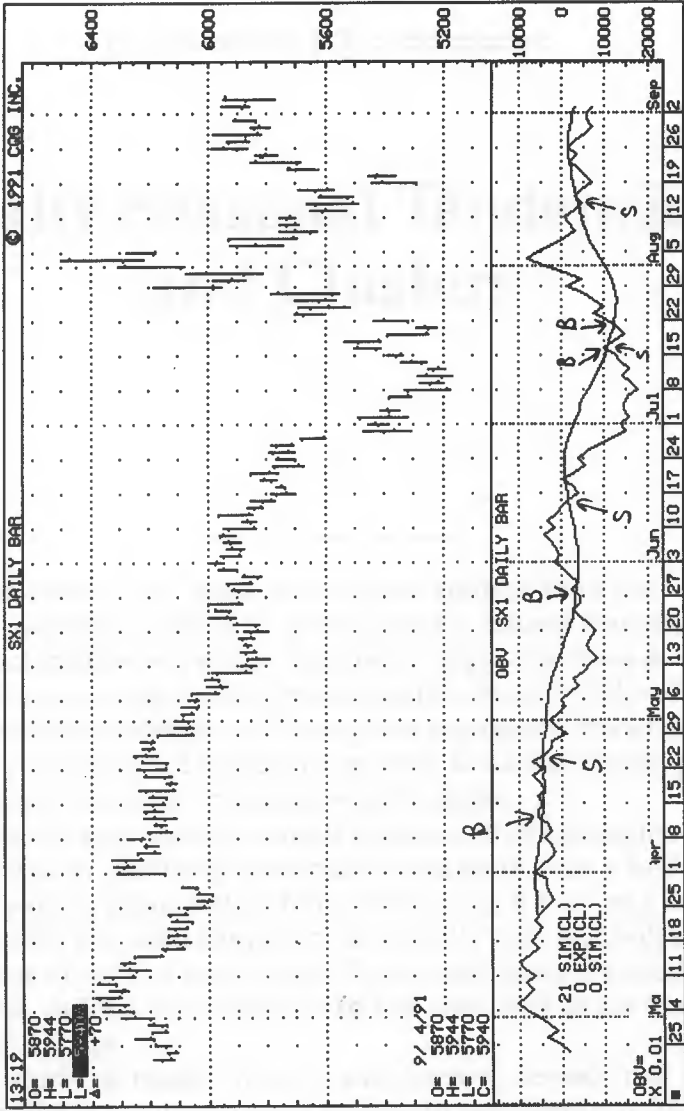 13:19 SX1 DAILY BAR © 1991 CQG INC.
O= 5870
H= 5944
L= 5770
L=
Δ= +70
6400
6000
5600
5200
9/ 4/91
O= 5870
H= 5944
L= 5770
C= 5940
OBV SX1 DAILY BAR
10000
0
10000
20000
B S B S B B S S
21 SIM(CL)
0 EXP(CL)
0 SIM(CL)
OBV=
X 0.01
Ma May Jun Jul Aug Sep
25 4 11 18 25 1 8 15 22 29 6 13 20 27 3 10 17 24 1 8 15 22 29 5 12 19 26 2